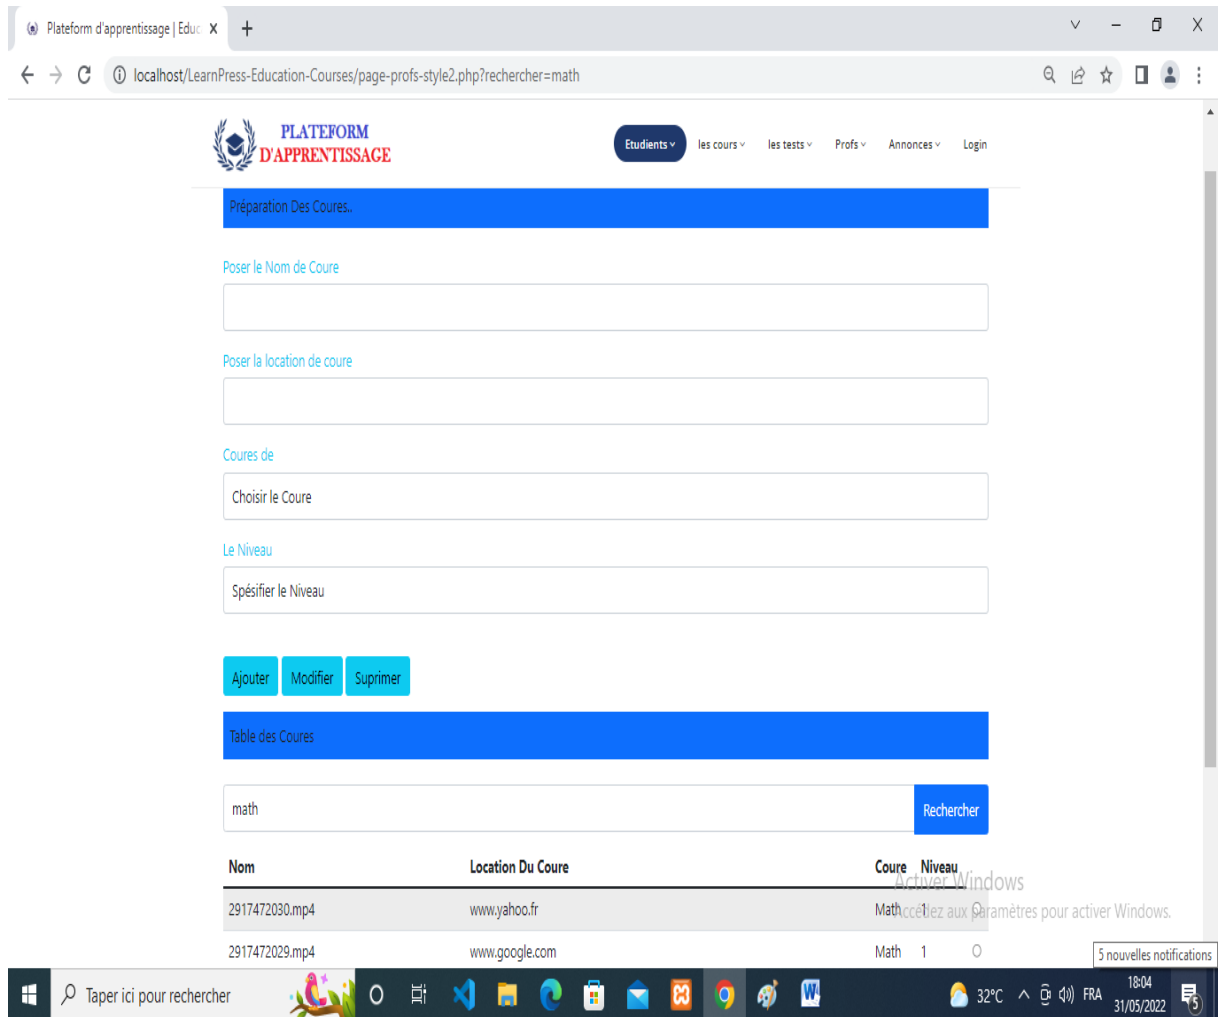 Plateform d'apprentissage | Educ
localhost/LearnPress-Education-Courses/page-profs-style2.php?rechercher=math
PLATEFORM
D'APPRENTISSAGE
Etudients les cours les tests Profs Annonces Login
Préparation Des Coures..
Poser le Nom de Coure
Poser la location de coure
Coures de
Choisir le Coure
Le Niveau
Spésifier le Niveau
Ajouter Modifier Suprimer
Table des Coures
math Rechercher
Nom Location Du Coure Coure Niveau
Activer Windows
2917472030.mp4 www.yahoo.fr Math 1
Accédez aux paramètres pour activer Windows.
2917472029.mp4 www.google.com Math 1
5 nouvelles notifications
Taper ici pour rechercher 32°C FRA 18:04
31/05/2022 5